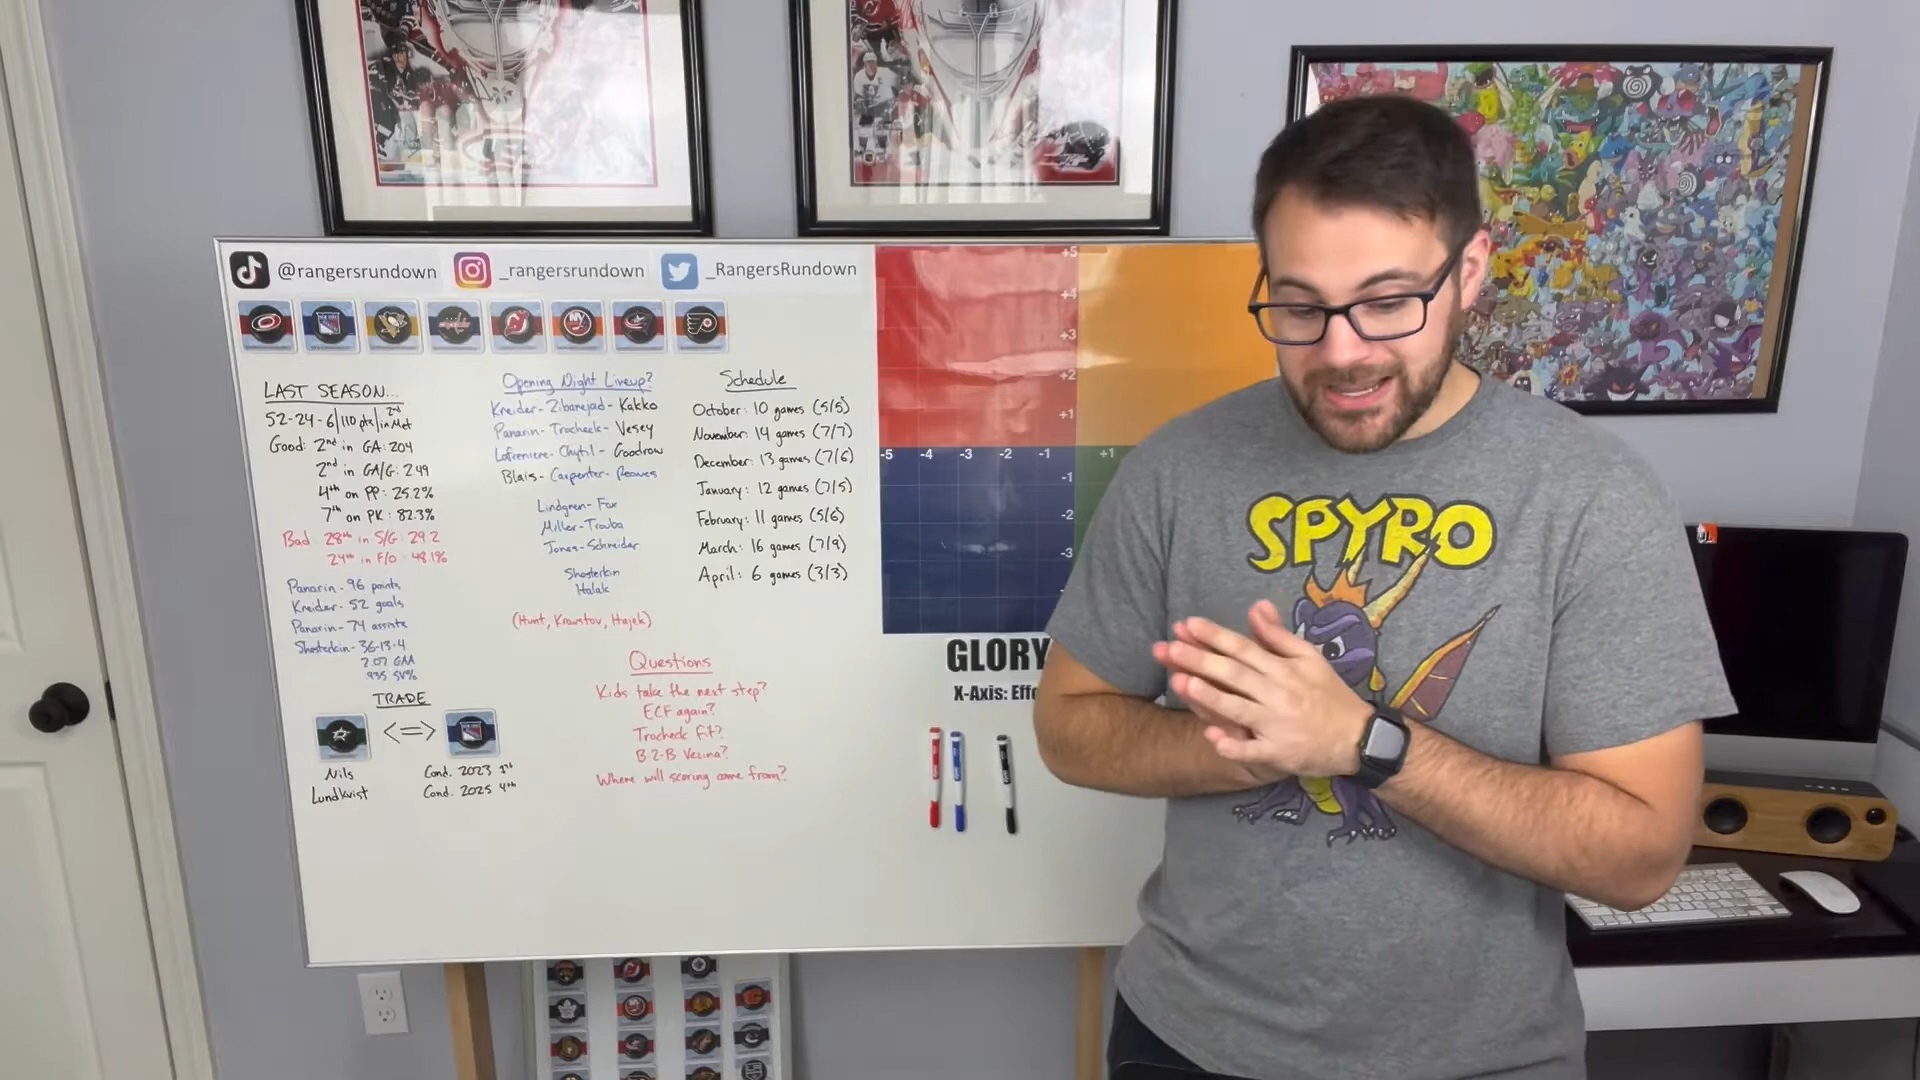 @rangersrundown
_rangersrundown
_RangersRundown
LAST SEASON...
52-24-6/110 pts/2nd in Met
Good: 2nd in GA: 204
2nd in GA/G: 2.49
4th on PP: 25.2%
7th on PK: 82.3%
Bad 28th in S/G: 29.2
24th in F/O: 48.1%
Panarin- 96 points
Kreider- 52 goals
Panarin- 74 assists
Shesterkin- 36-13-4
2.07 GAA
.935 SV%
TRADE
<=>
Nils
Lundkvist
Cond. 2023 1st
Cond. 2025 4th
Opening Night Lineup?
Kreider- Zibanejad- Kakko
Panarin- Trocheck- Vesey
Lafreniere- Chytil- Goodrow
Blais- Carpenter- Reaves
Lindgren- Fox
Miller-Trouba
Jones-Schneider
Shesterkin
Halak
(Hunt, Kravstov, Hajek)
Schedule
October: 10 games (5/5)
November: 14 games (7/7)
December: 13 games (7/6)
January: 12 games (7/5)
February: 11 games (5/6)
March: 16 games (7/9)
April: 6 games (3/3)
Questions
Kids take the next step?
ECF again?
Trocheck fit?
B-2-B Vezina?
Where will scoring come from?
+5
+4
+3
+2
+1
-5 -4 -3 -2 -1 +1
-1
-2
-3
GLORY
X-Axis:
SPYRO